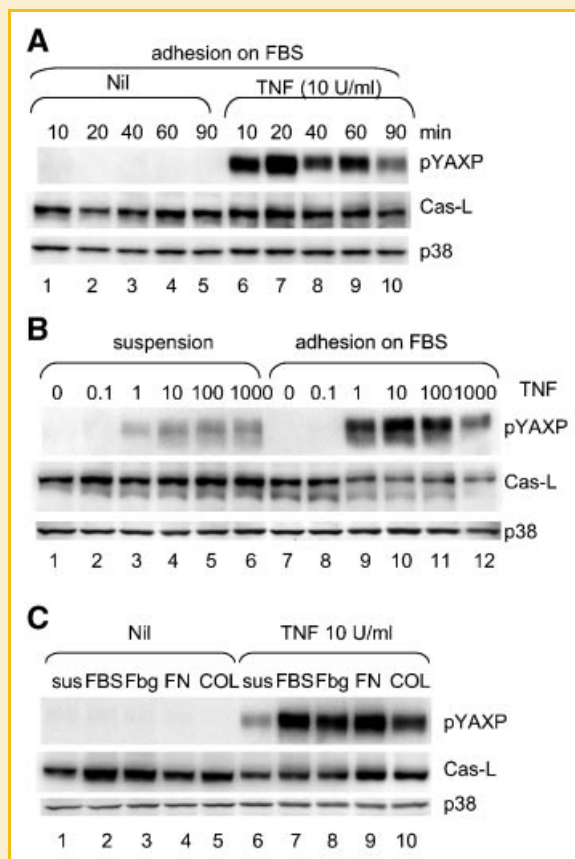 A
adhesion on FBS
Nil TNF (10 U/ml)
10 20 40 60 90 10 20 40 60 90 min
pYAXP
Cas-L
p38
1 2 3 4 5 6 7 8 9 10
B
suspension adhesion on FBS
0 0.1 1 10 100 1000 0 0.1 1 10 100 1000 TNF
pYAXP
Cas-L
p38
1 2 3 4 5 6 7 8 9 10 11 12
C
Nil TNF 10 U/ml
sus FBS Fbg FN COL sus FBS Fbg FN COL
pYAXP
Cas-L
p38
1 2 3 4 5 6 7 8 9 10